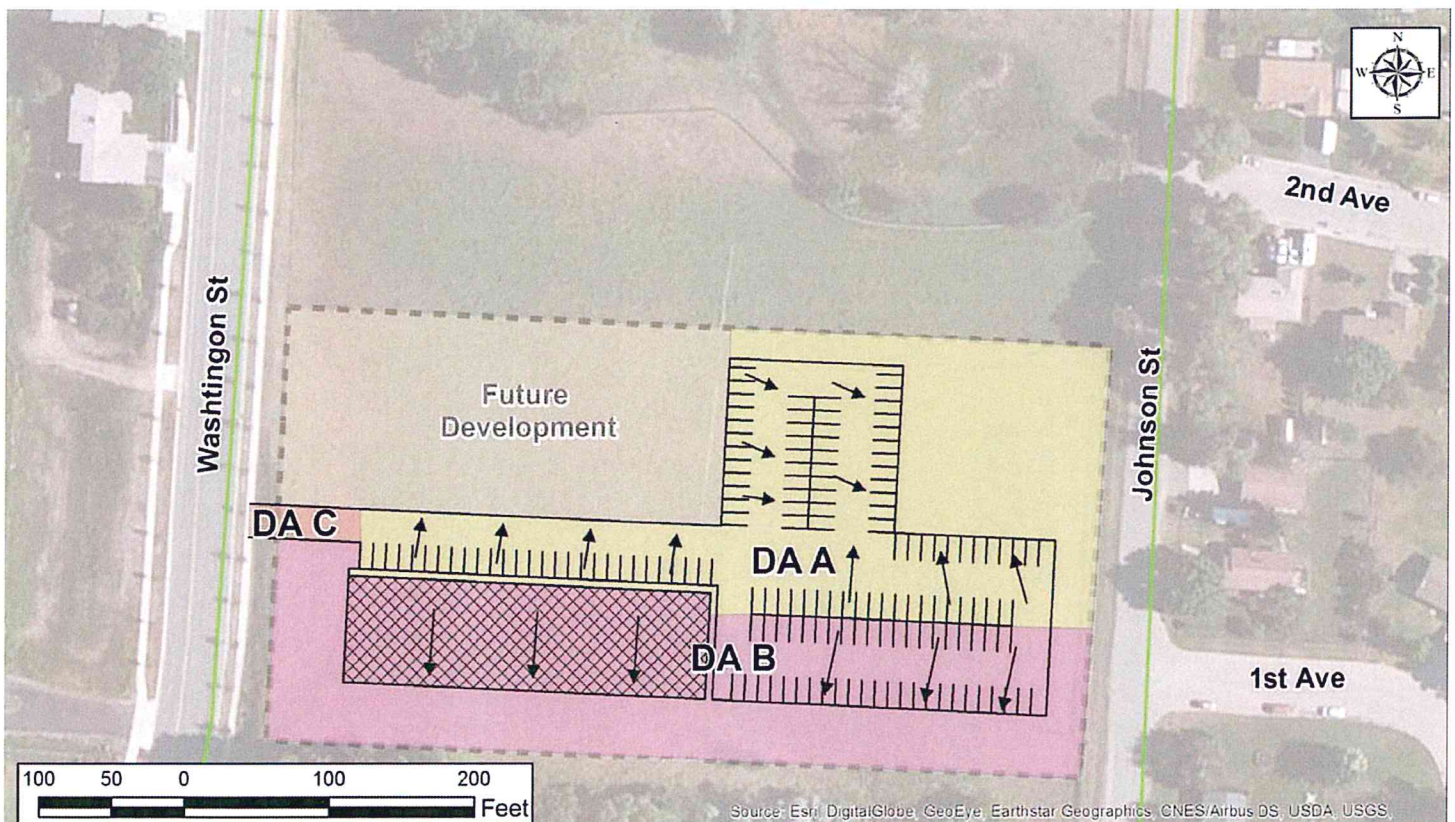 N
W E
S
2nd Ave
Washtingon St
Johnson St
Future
Development
DA C
DA A
DA B
1st Ave
100 50 0 100 200
Feet
Source: Esri, DigitalGlobe, GeoEye, Earthstar Geographics, CNES/Airbus DS, USDA, USGS,